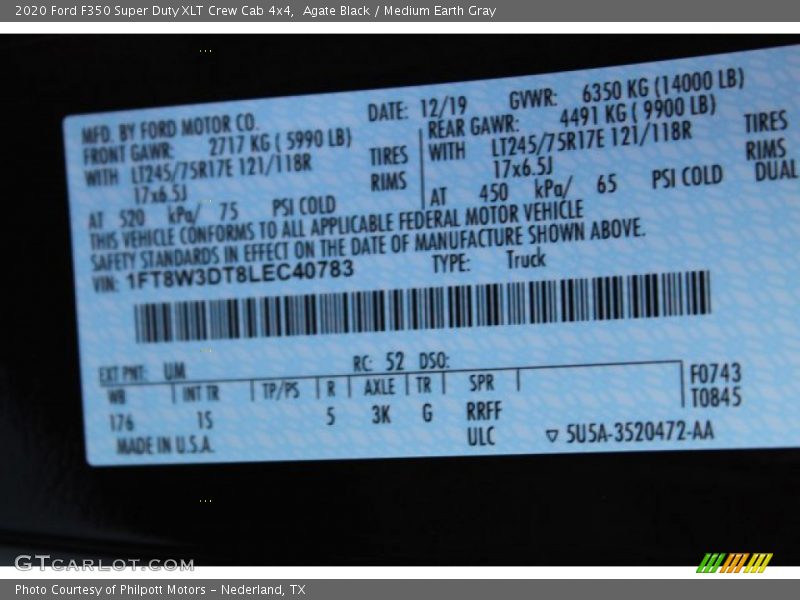 2020 Ford F350 Super Duty XLT Crew Cab 4x4, Agate Black / Medium Earth Gray
MFD. BY FORD MOTOR CO. DATE: 12/19 GVWR: 6350 KG (14000 LB)
FRONT GAWR: 2717 KG ( 5990 LB) REAR GAWR: 4491 KG ( 9900 LB)
WITH LT245/75R17E 121/118R TIRES WITH LT245/75R17E 121/118R TIRES
17x6.5J RIMS 17x6.5J RIMS
AT 520 kPa/ 75 PSI COLD AT 450 kPa/ 65 PSI COLD DUAL
THIS VEHICLE CONFORMS TO ALL APPLICABLE FEDERAL MOTOR VEHICLE
SAFETY STANDARDS IN EFFECT ON THE DATE OF MANUFACTURE SHOWN ABOVE.
VIN: 1FT8W3DT8LEC40783 TYPE: Truck
EXT PNT: UM RC: 52 DSO: F0743
WB INT TR TP/PS R AXLE TR SPR T0845
176 1S 5 3K G RRFF
MADE IN U.S.A. ULC 5U5A-3520472-AA
GTCARLOT.COM
Photo Courtesy of Philpott Motors - Nederland, TX